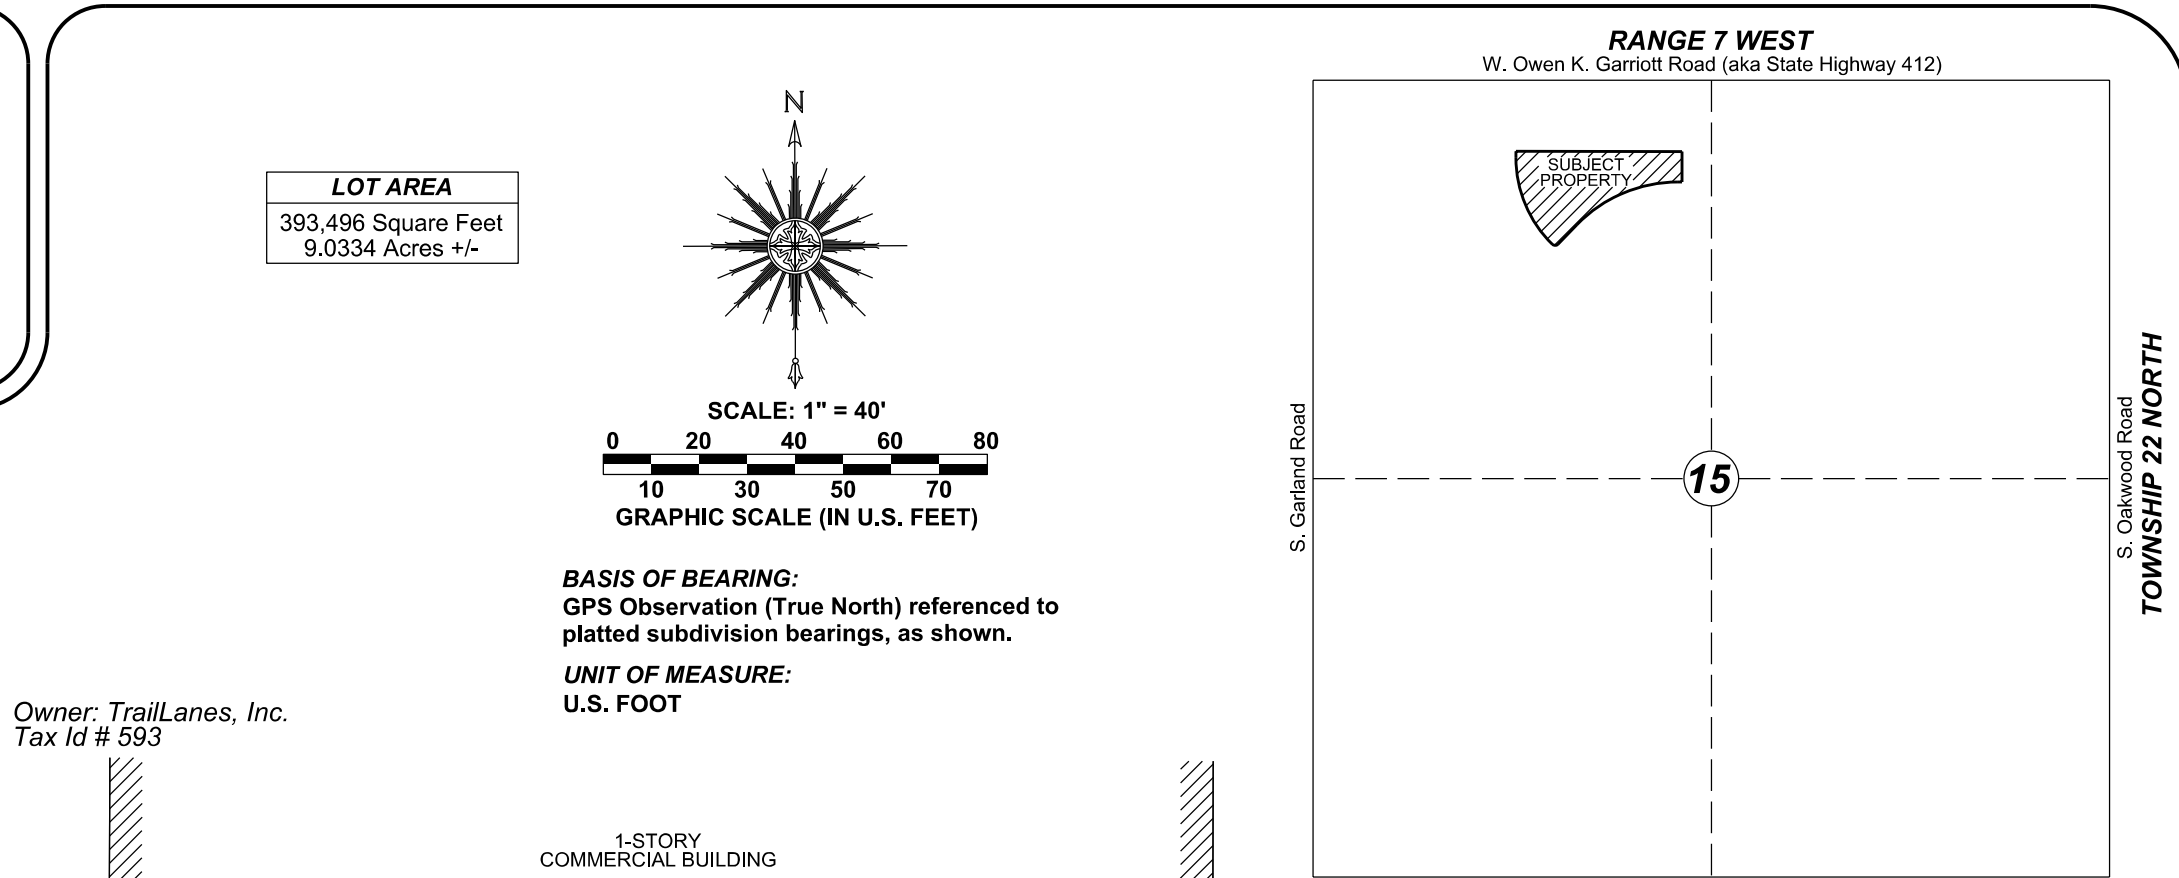 LOT AREA
393,496 Square Feet
9.0334 Acres +/-
N
SCALE: 1" = 40'
0 20 40 60 80
10 30 50 70
GRAPHIC SCALE (IN U.S. FEET)
BASIS OF BEARING:
GPS Observation (True North) referenced to
platted subdivision bearings, as shown.
UNIT OF MEASURE:
U.S. FOOT
Owner: TrailLanes, Inc.
Tax Id # 593
1-STORY
COMMERCIAL BUILDING
RANGE 7 WEST
W. Owen K. Garriott Road (aka State Highway 412)
SUBJECT
PROPERTY
S. Garland Road
15
S. Oakwood Road
TOWNSHIP 22 NORTH